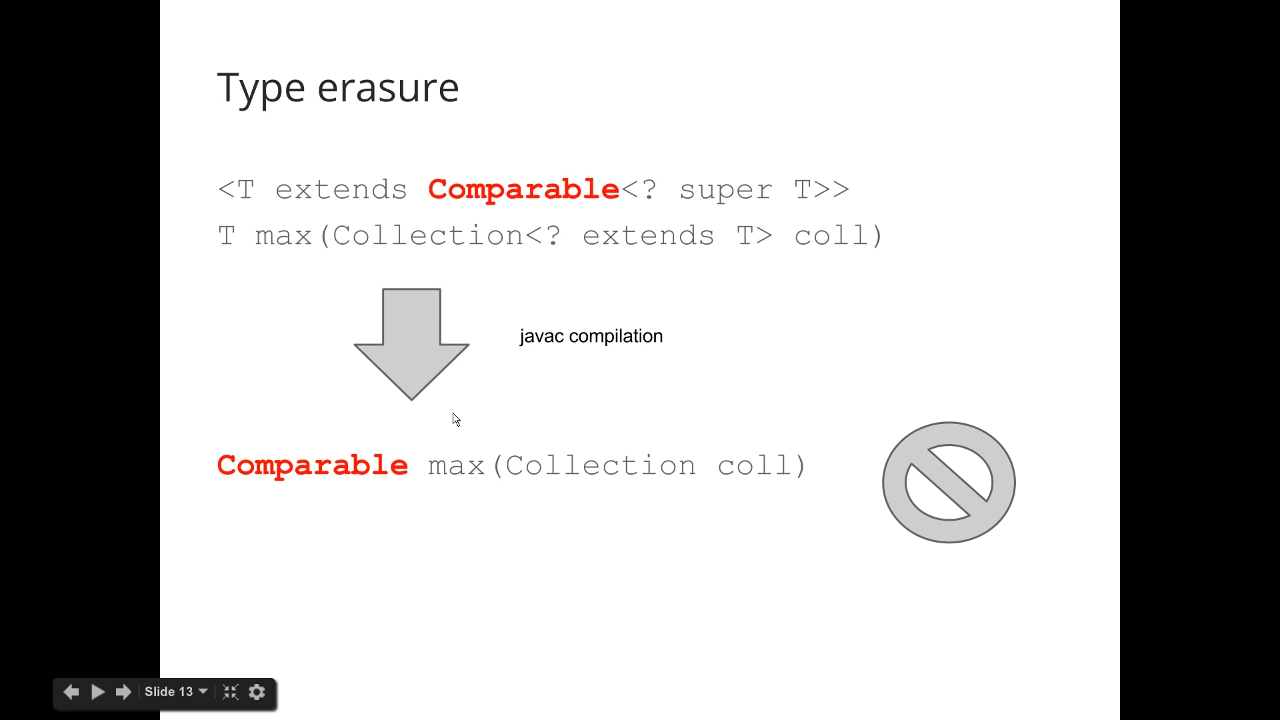 Type erasure
<T extends Comparable<? super T>>
T max(Collection<? extends T> coll)
javac compilation
Comparable max(Collection coll)
Slide 13